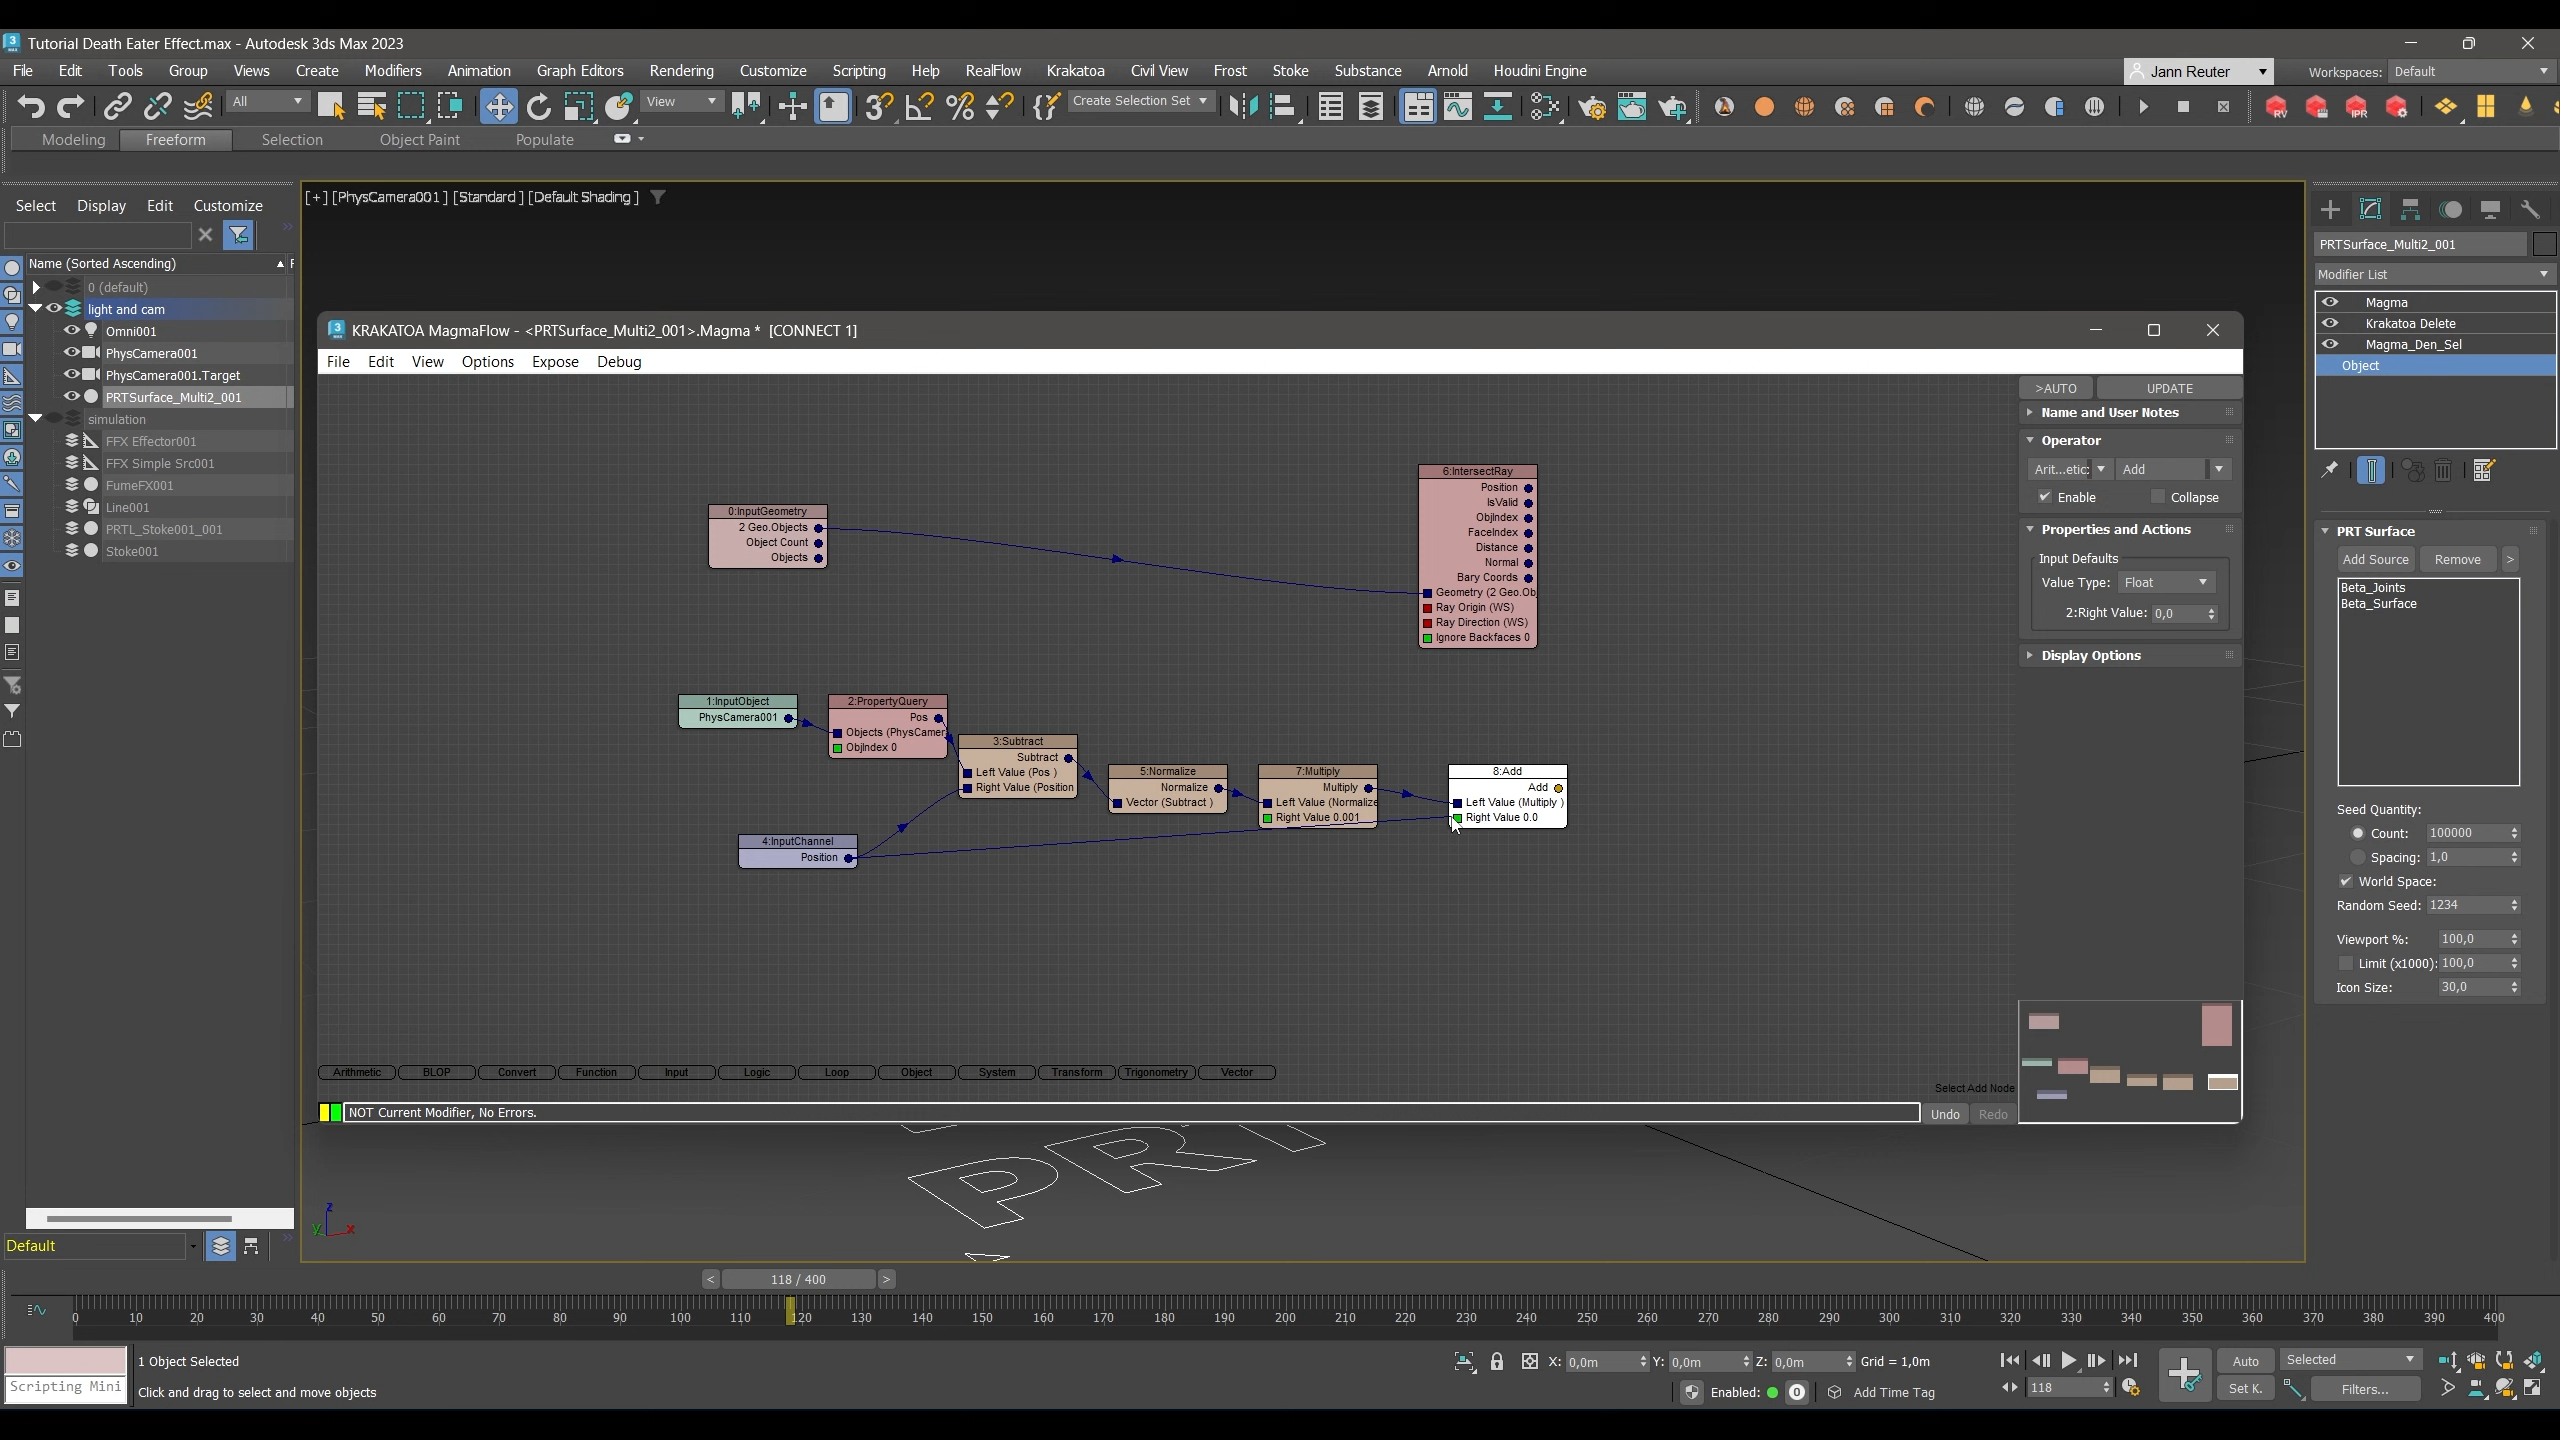 Tutorial Death Eater Effect.max - Autodesk 3ds Max 2023
File Edit Tools Group Views Create Modifiers Animation Graph Editors Rendering Customize Scripting Help RealFlow Krakatoa Civil View Frost Stoke Substance Arnold Houdini Engine
Jann Reuter Workspaces: Default
All View Create Selection Set
RV IPR
Modeling Freeform Selection Object Paint Populate
[+] [PhysCamera001] [Standard] [Default Shading]
Select Display Edit Customize
Name (Sorted Ascending)
0 (default)
light and cam
Omni001
PhysCamera001
PhysCamera001.Target
PRTSurface_Multi2_001
simulation
FFX Effector001
FFX Simple Src001
FumeFX001
Line001
PRTL_Stoke001_001
Stoke001
Default
KRAKATOA MagmaFlow - <PRTSurface_Multi2_001>.Magma * [CONNECT 1]
File Edit View Options Expose Debug
0:InputGeometry
2 Geo.Objects
Object Count
Objects
6:IntersectRay
Position
IsValid
ObjIndex
FaceIndex
Distance
Normal
Bary Coords
Geometry (2 Geo.Ob
Ray Origin (WS)
Ray Direction (WS)
Ignore Backfaces 0
1:InputObject
PhysCamera001
2:PropertyQuery
Pos
Objects (PhysCamer
ObjIndex 0
3:Subtract
Subtract
Left Value (Pos )
Right Value (Position
4:InputChannel
Position
5:Normalize
Normalize
Vector (Subtract )
7:Multiply
Multiply
Left Value (Normalize
Right Value 0.001
8:Add
Add
Left Value (Multiply )
Right Value 0.0
Arithmetic BLOP Convert Function Input Logic Loop Object System Transform Trigonometry Vector
Select Add Node
NOT Current Modifier, No Errors.
Undo Redo
>AUTO UPDATE
Name and User Notes
Operator
Arit...etic: Add
Enable Collapse
Properties and Actions
Input Defaults
Value Type: Float
2:Right Value: 0,0
Display Options
PRTSurface_Multi2_001
Modifier List
Magma
Krakatoa Delete
Magma_Den_Sel
Object
PRT Surface
Add Source Remove >
Beta_Joints
Beta_Surface
Seed Quantity:
Count: 100000
Spacing: 1,0
World Space:
Random Seed: 1234
Viewport %: 100,0
Limit (x1000): 100,0
Icon Size: 30,0
PRT
z
y x
< 118 / 400 >
0 10 20 30 40 50 60 70 80 90 100 110 120 130 140 150 160 170 180 190 200 210 220 230 240 250 260 270 280 290 300 310 320 330 340 350 360 370 380 390 400
Scripting Mini
1 Object Selected
Click and drag to select and move objects
X: 0,0m Y: 0,0m Z: 0,0m Grid = 1,0m
Enabled: 0 Add Time Tag
118
Auto Selected
Set K. Filters...